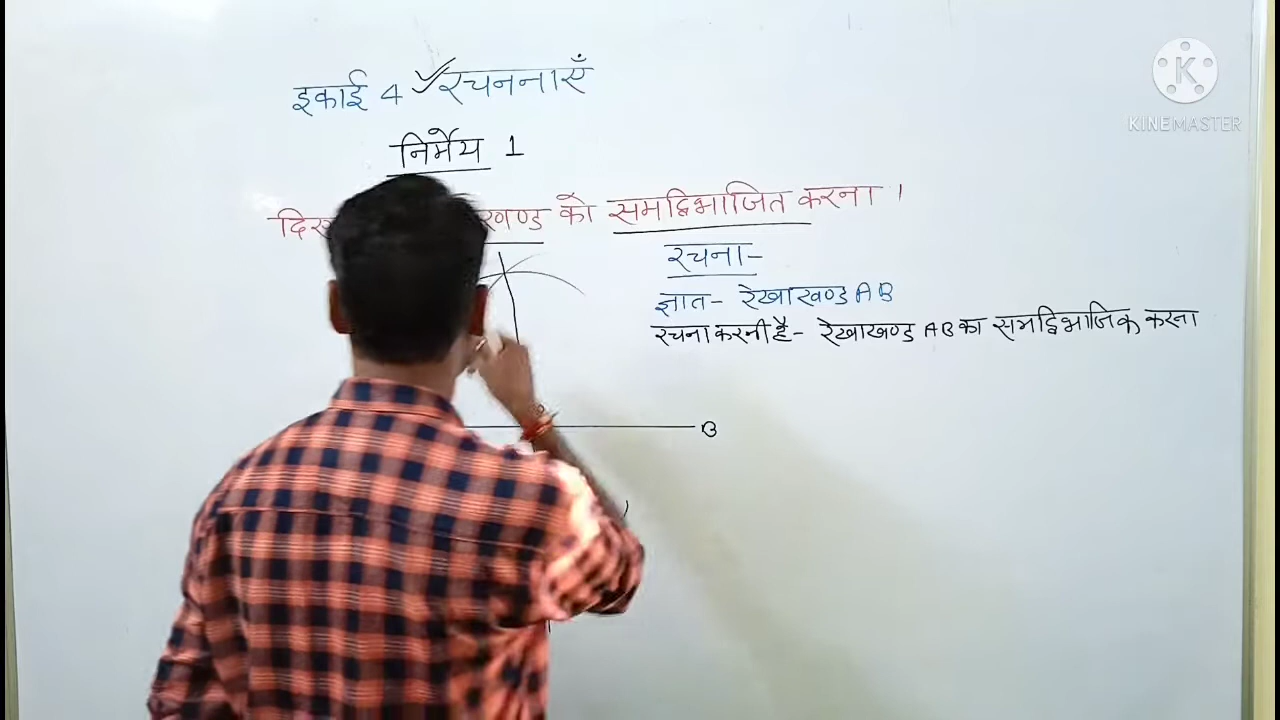 इकाई 4 रचननाएँ
निर्मेय 1
को समद्विभाजित करना ।
रचना-
ज्ञात- रेखाखण्ड AB
रचना करनी है- रेखाखण्ड AB का समद्विभाजिक करना
B
KINEMASTER